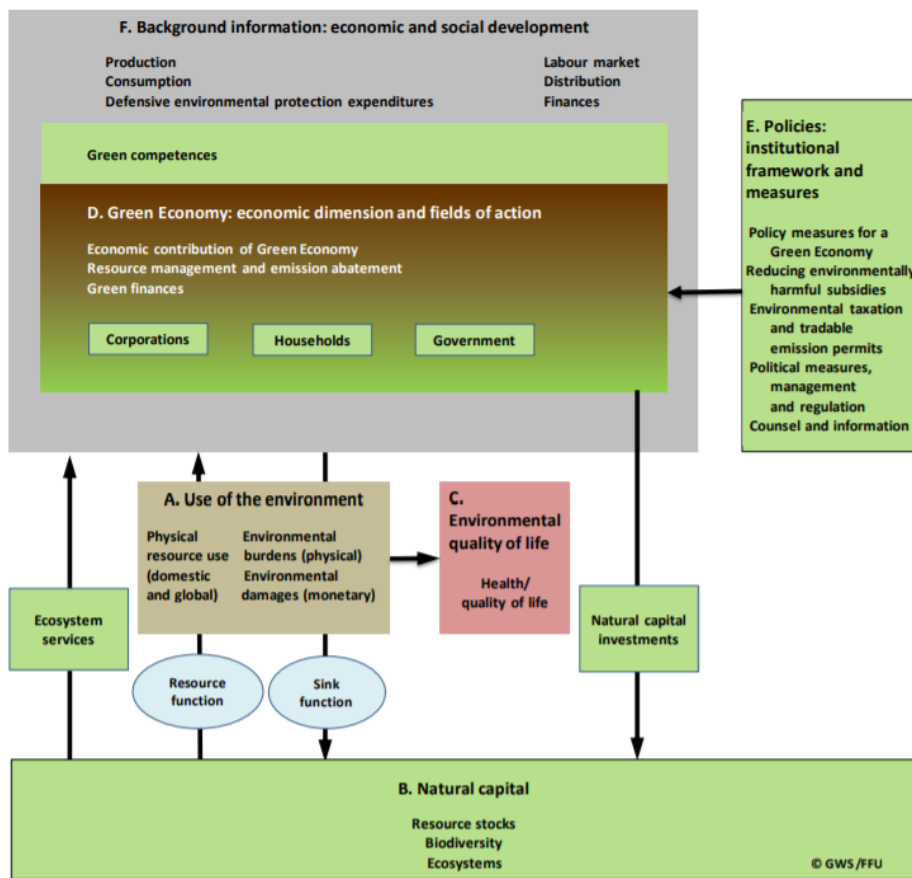 F. Background information: economic and social development
Production
Consumption
Defensive environmental protection expenditures
Labour market
Distribution
Finances
Green competences
D. Green Economy: economic dimension and fields of action
Economic contribution of Green Economy
Resource management and emission abatement
Green finances
Corporations
Households
Government
E. Policies:
institutional
framework and
measures
Policy measures for a
Green Economy
Reducing environmentally
harmful subsidies
Environmental taxation
and tradable
emission permits
Political measures,
management
and regulation
Counsel and information
A. Use of the environment
Physical
resource use
(domestic
and global)
Environmental
burdens (physical)
Environmental
damages (monetary)
C.
Environmental
quality of life
Health/
quality of life
Ecosystem
services
Resource
function
Sink
function
Natural capital
investments
B. Natural capital
Resource stocks
Biodiversity
Ecosystems
© GWS/FFU